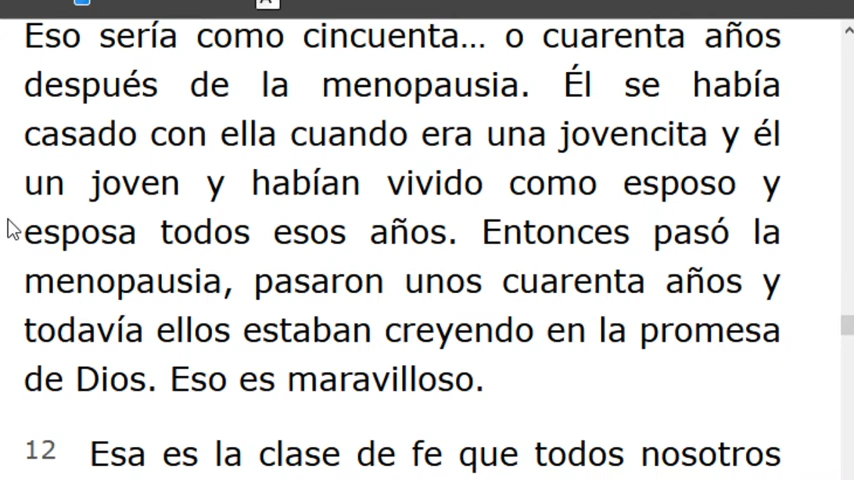 Eso sería como cincuenta... o cuarenta años
después de la menopausia. Él se había
casado con ella cuando era una jovencita y él
un joven y habían vivido como esposo y
esposa todos esos años. Entonces pasó la
menopausia, pasaron unos cuarenta años y
todavía ellos estaban creyendo en la promesa
de Dios. Eso es maravilloso.
12 Esa es la clase de fe que todos nosotros